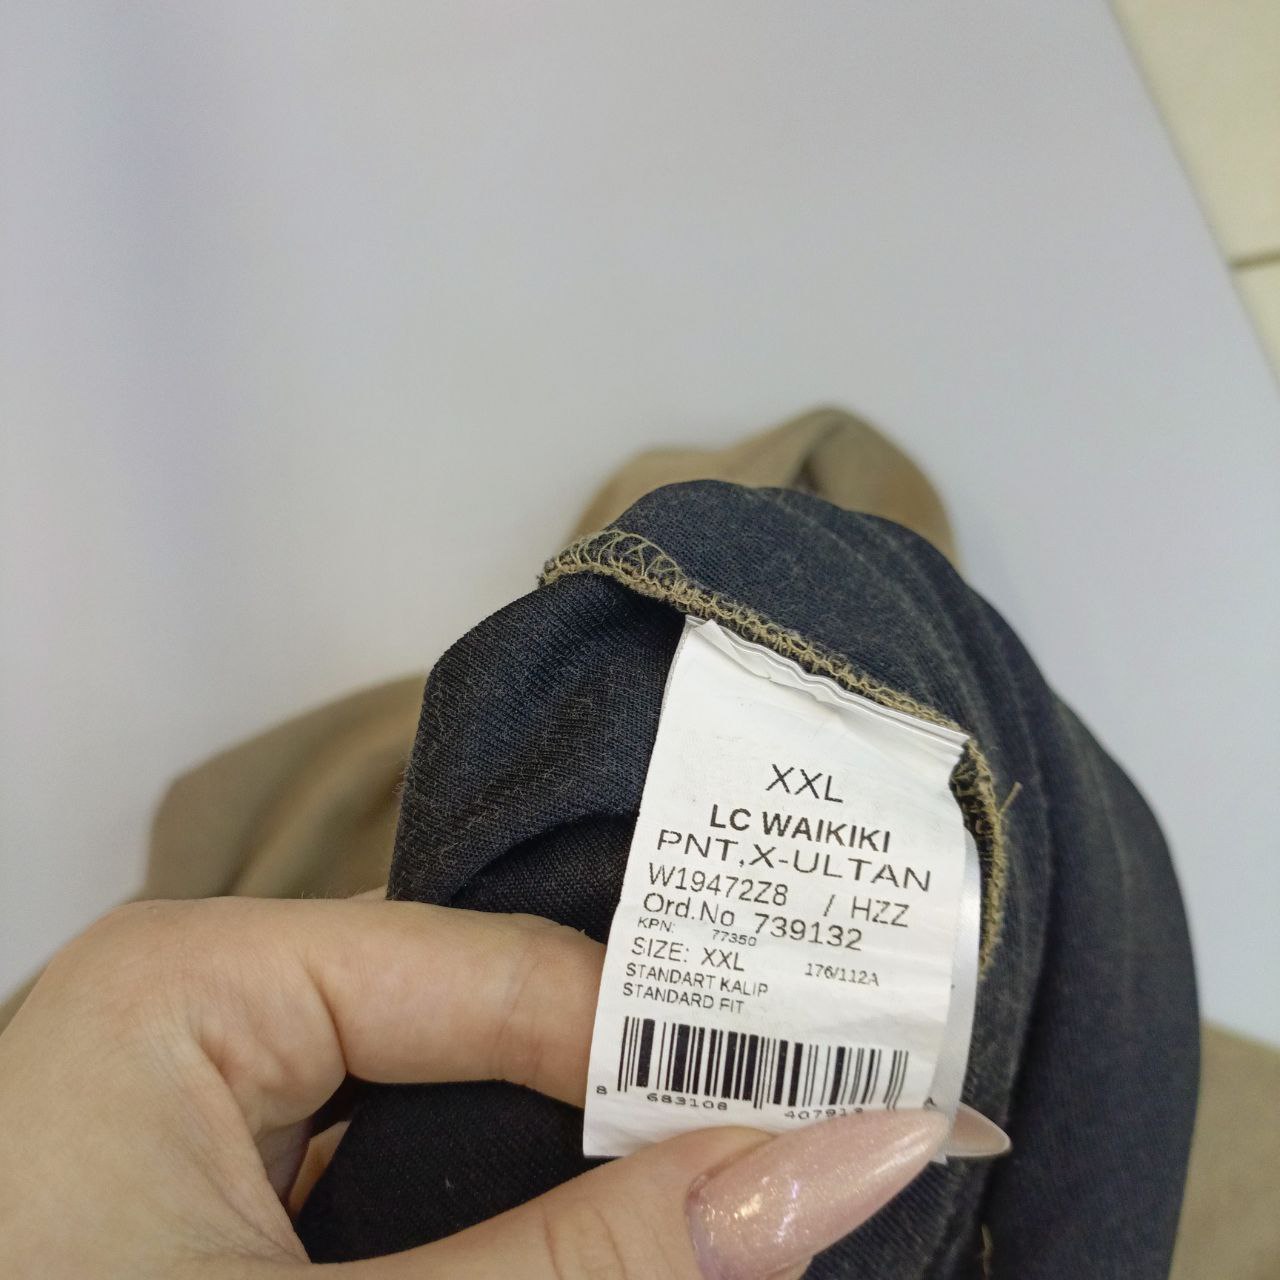 XXL
LC WAIKIKI
PNT,X-ULTAN
W19472Z8 / HZZ
Ord.No 739132
KPN: 77350
SIZE: XXL 176/112A
STANDART KALIP
STANDARD FIT
8 683108